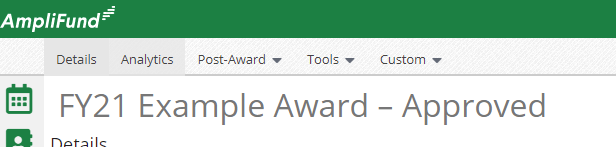 AmpliFund
Details Analytics Post-Award Tools Custom
FY21 Example Award – Approved
Details